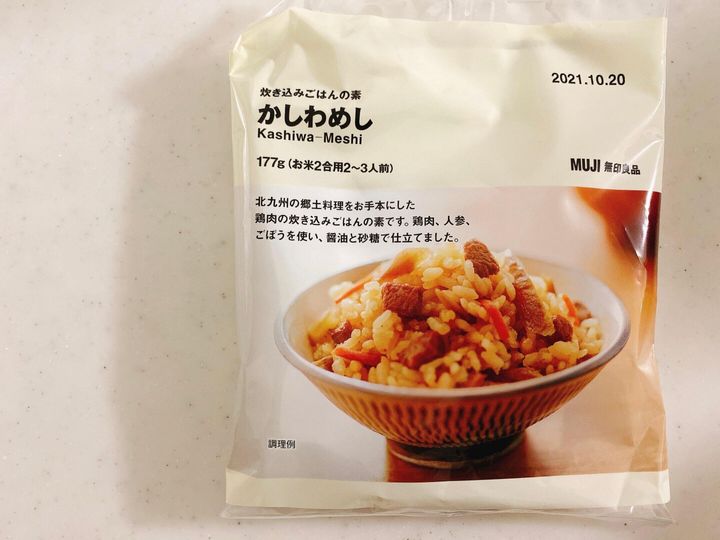 2021.10.20
炊き込みごはんの素
かしわめし
Kashiwa-Meshi
177g(お米2合用2〜3人前)
MUJI 無印良品
北九州の郷土料理をお手本にした
鶏肉の炊き込みごはんの素です。鶏肉、人参、
ごぼうを使い、醤油と砂糖で仕立てました。
調理例